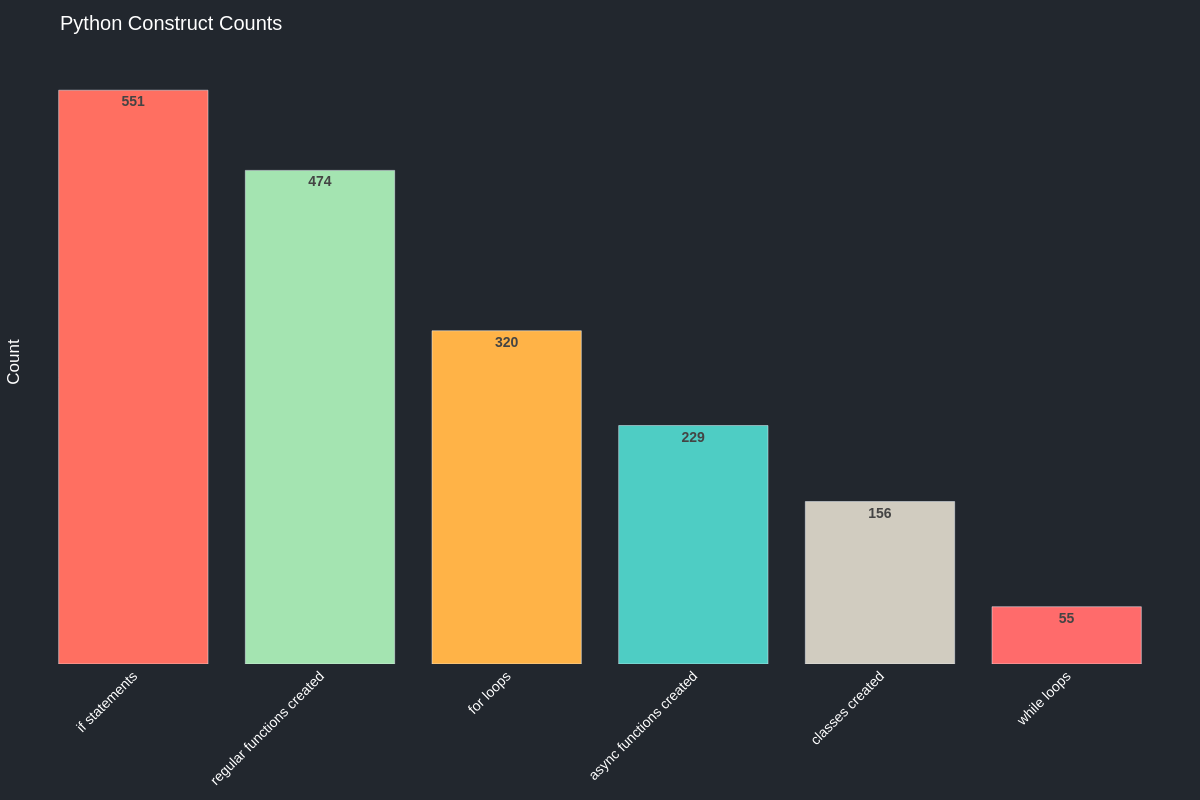 Python Construct Counts
551
474
320
229
156
55
Count
if statements
regular functions created
for loops
async functions created
classes created
while loops